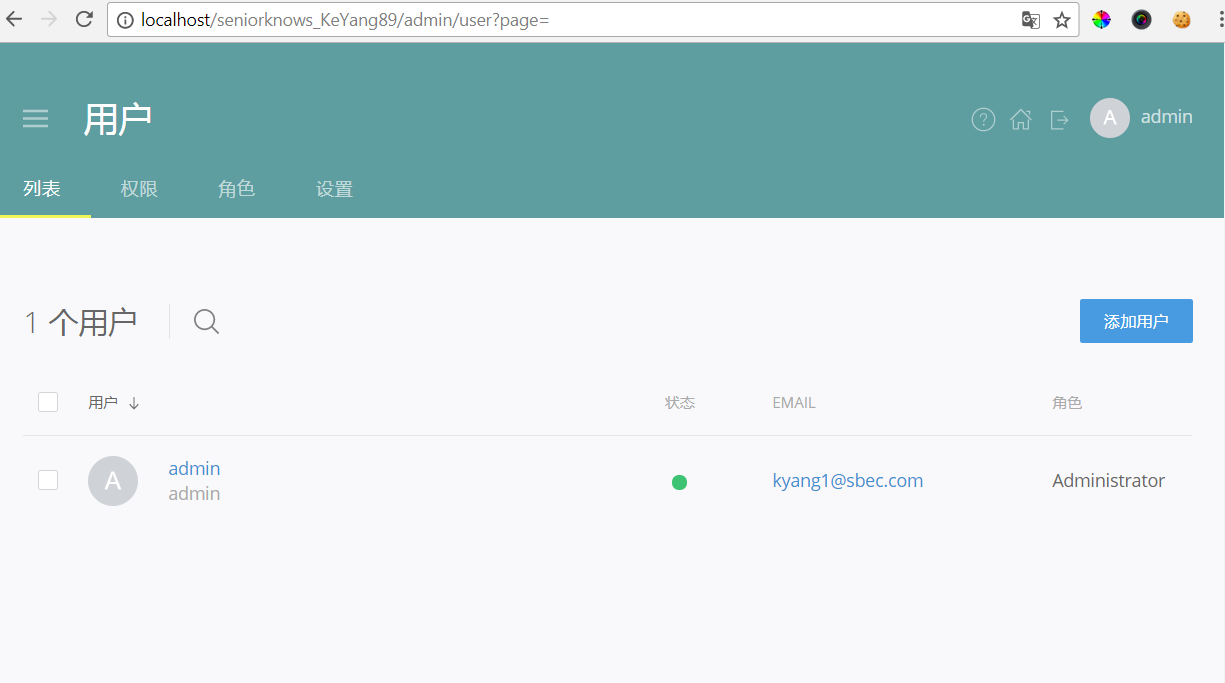 localhost/seniorknows_KeYang89/admin/user?page=
用户
? A admin
列表 权限 角色 设置
1 个用户 添加用户
用户 ↓ 状态 EMAIL 角色
A admin kyang1@sbec.com Administrator
admin